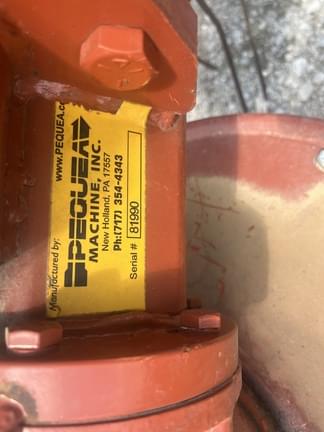 Manufactured by: www.PEQUEA.co
PEQUEA
MACHINE, INC.
New Holland, PA 17557
Ph:(717) 354-4343
Serial # 81990